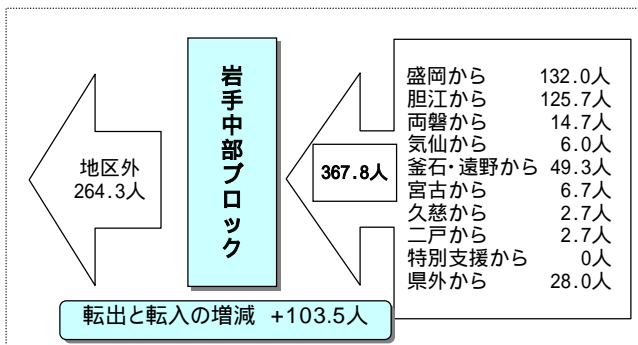 地区外
264.3人
岩手中部ブロック
367.8人
盛岡から 132.0人
胆江から 125.7人
両磐から 14.7人
気仙から 6.0人
釜石・遠野から 49.3人
宮古から 6.7人
久慈から 2.7人
二戸から 2.7人
特別支援から 0人
県外から 28.0人
転出と転入の増減 +103.5人